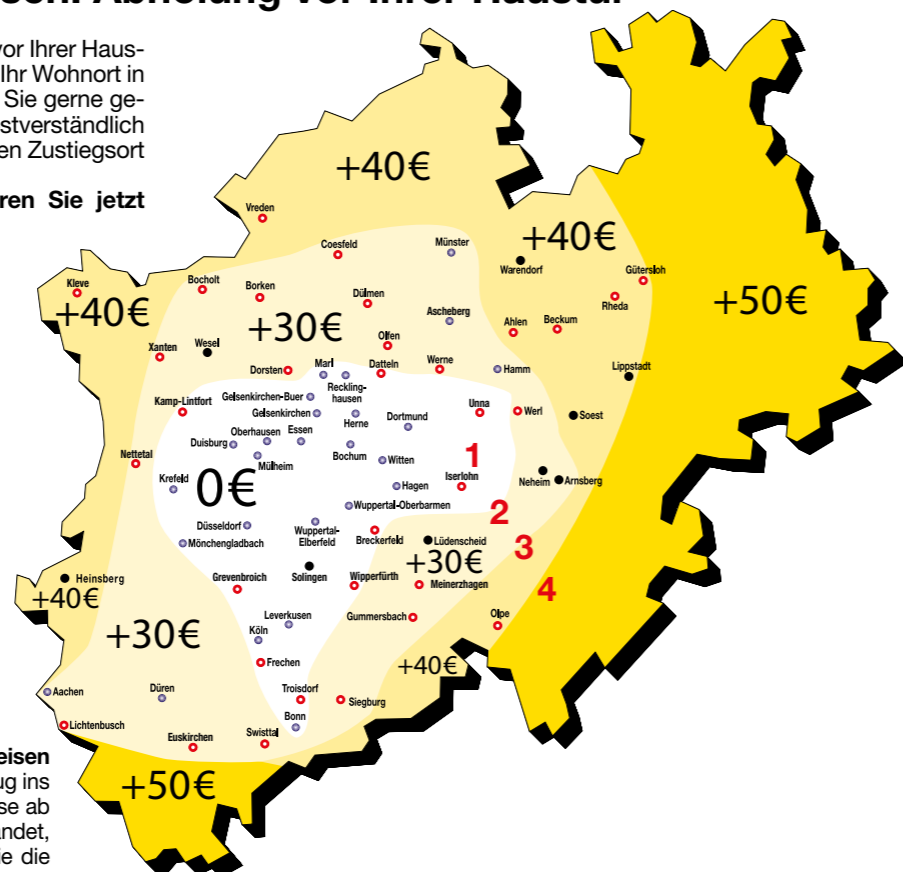 vor Ihrer Haus-
Ihr Wohnort in
Sie gerne ge-
stverständlich
en Zustiegsort
ren Sie jetzt
+40€
Vreden
Coesfeld
Münster
+40€
Warendorf
Gütersloh
Kleve
Bocholt
Borken
Dülmen
Rheda
+50€
+40€
+30€
Ascheberg
Ahlen
Beckum
Xanten
Wesel
Olfen
Dorsten
Marl
Datteln
Werne
Hamm
Lippstadt
Reckling-
hausen
Kamp-Lintfort
Gelsenkirchen-Buer
Gelsenkirchen
Herne
Dortmund
Unna
Werl
Soest
Duisburg
Oberhausen
Essen
Mülheim
Bochum
Witten
1
Nettetal
Krefeld
0€
Hagen
Iserlohn
Neheim
Arnsberg
Wuppertal-Oberbarmen
2
Düsseldorf
Wuppertal-
Elberfeld
Breckerfeld
Lüdenscheid
3
Mönchengladbach
+30€
Heinsberg
Grevenbroich
Solingen
Wipperfürth
Meinerzhagen
4
+40€
Leverkusen
Gummersbach
Olpe
+30€
Köln
Frechen
+40€
Aachen
Düren
Troisdorf
Siegburg
Lichtenbusch
Bonn
Euskirchen
Swisttal
eisen
+50€
ug ins
se ab
andet,
ie die